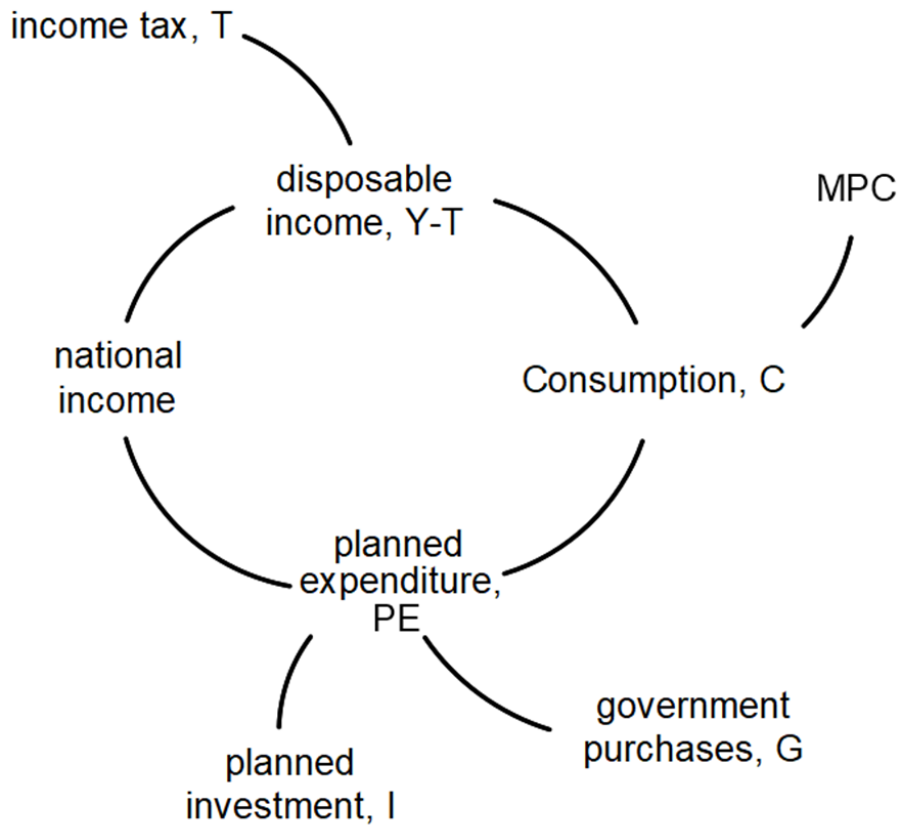 income tax, T
disposable
income, Y-T
MPC
national
income
Consumption, C
planned
expenditure,
PE
government
purchases, G
planned
investment, I